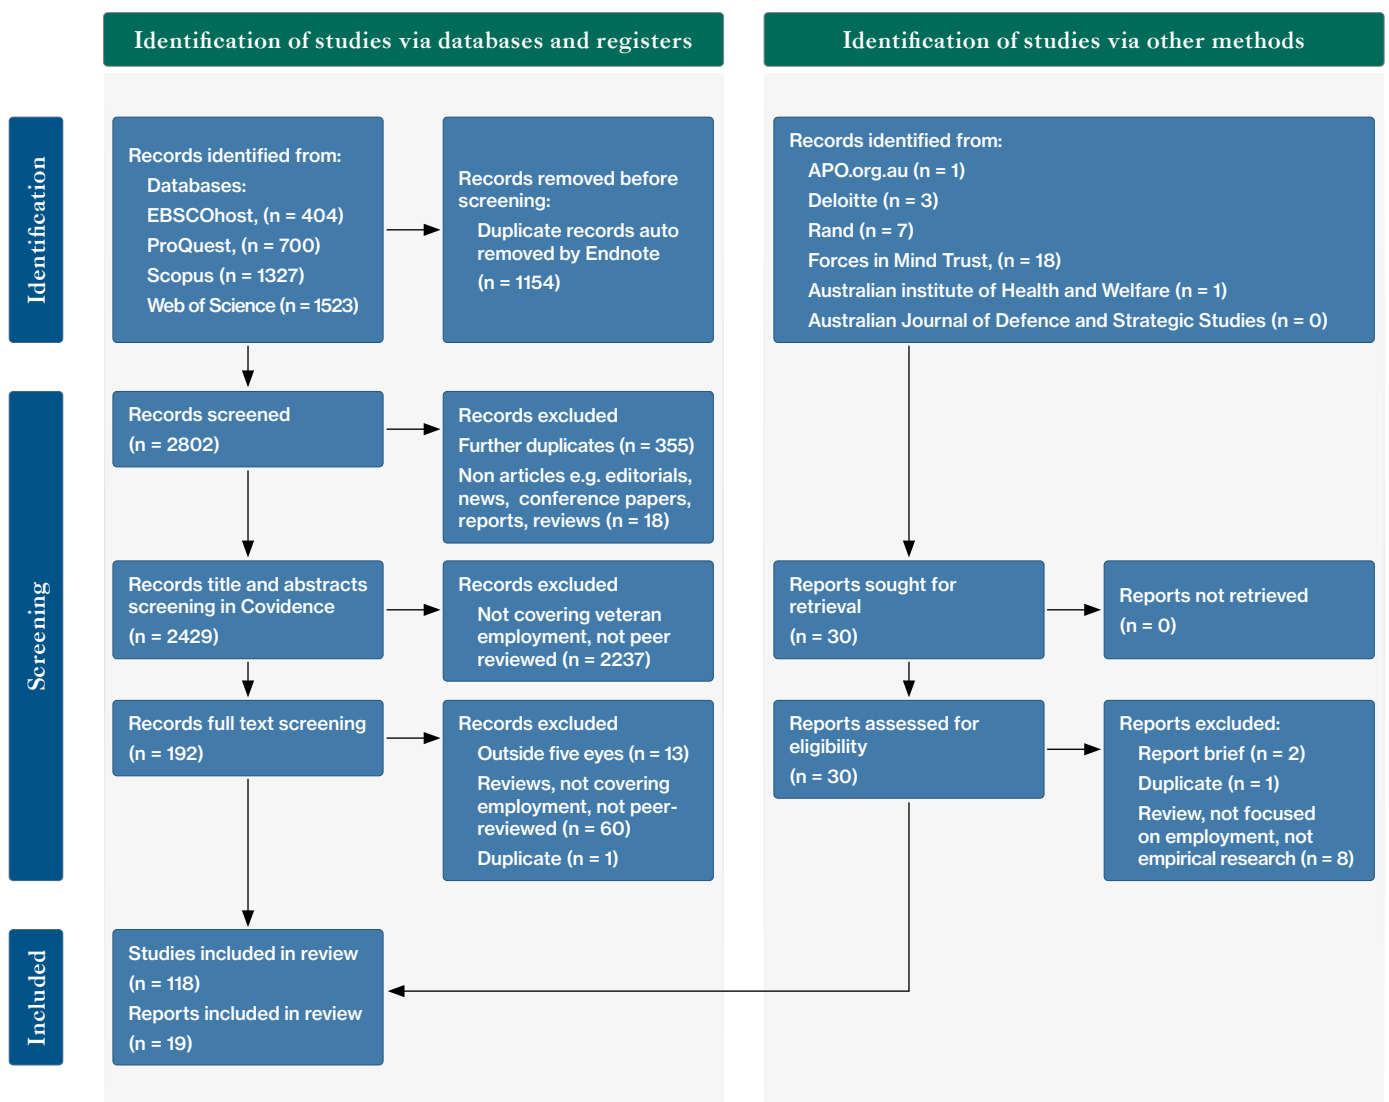 Identification of studies via databases and registers
Identification of studies via other methods
Identification
Records identified from:
Databases:
EBSCOhost, (n = 404)
ProQuest, (n = 700)
Scopus (n = 1327)
Web of Science (n = 1523)
Records removed before
screening:
Duplicate records auto
removed by Endnote
(n = 1154)
Records identified from:
APO.org.au (n = 1)
Deloitte (n = 3)
Rand (n = 7)
Forces in Mind Trust, (n = 18)
Australian institute of Health and Welfare (n = 1)
Australian Journal of Defence and Strategic Studies (n = 0)
Screening
Records screened
(n = 2802)
Records excluded
Further duplicates (n = 355)
Non articles e.g. editorials,
news, conference papers,
reports, reviews (n = 18)
Records title and abstracts
screening in Covidence
(n = 2429)
Records excluded
Not covering veteran
employment, not peer
reviewed (n = 2237)
Reports sought for
retrieval
(n = 30)
Reports not retrieved
(n = 0)
Records full text screening
(n = 192)
Records excluded
Outside five eyes (n = 13)
Reviews, not covering
employment, not peer-
reviewed (n = 60)
Duplicate (n = 1)
Reports assessed for
eligibility
(n = 30)
Reports excluded:
Report brief (n = 2)
Duplicate (n = 1)
Review, not focused
on employment, not
empirical research (n = 8)
Included
Studies included in review
(n = 118)
Reports included in review
(n = 19)